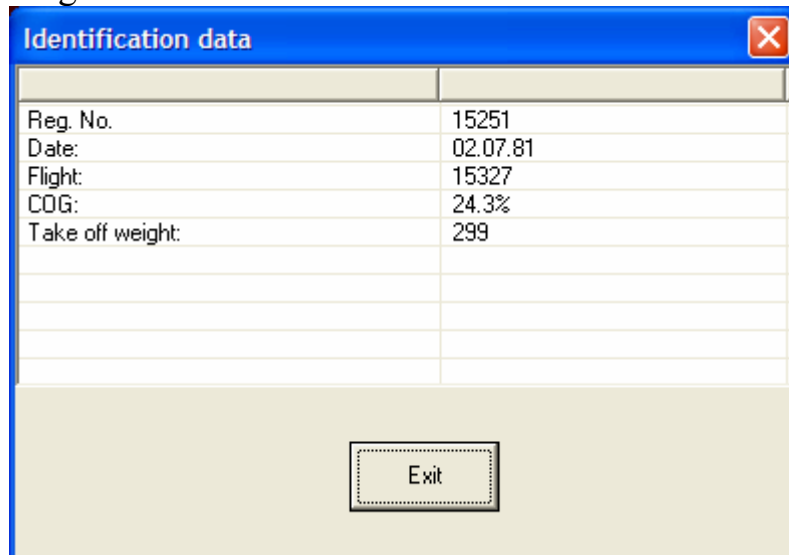 Identification data
Reg. No. 15251
Date: 02.07.81
Flight: 15327
COG: 24.3%
Take off weight: 299
Exit